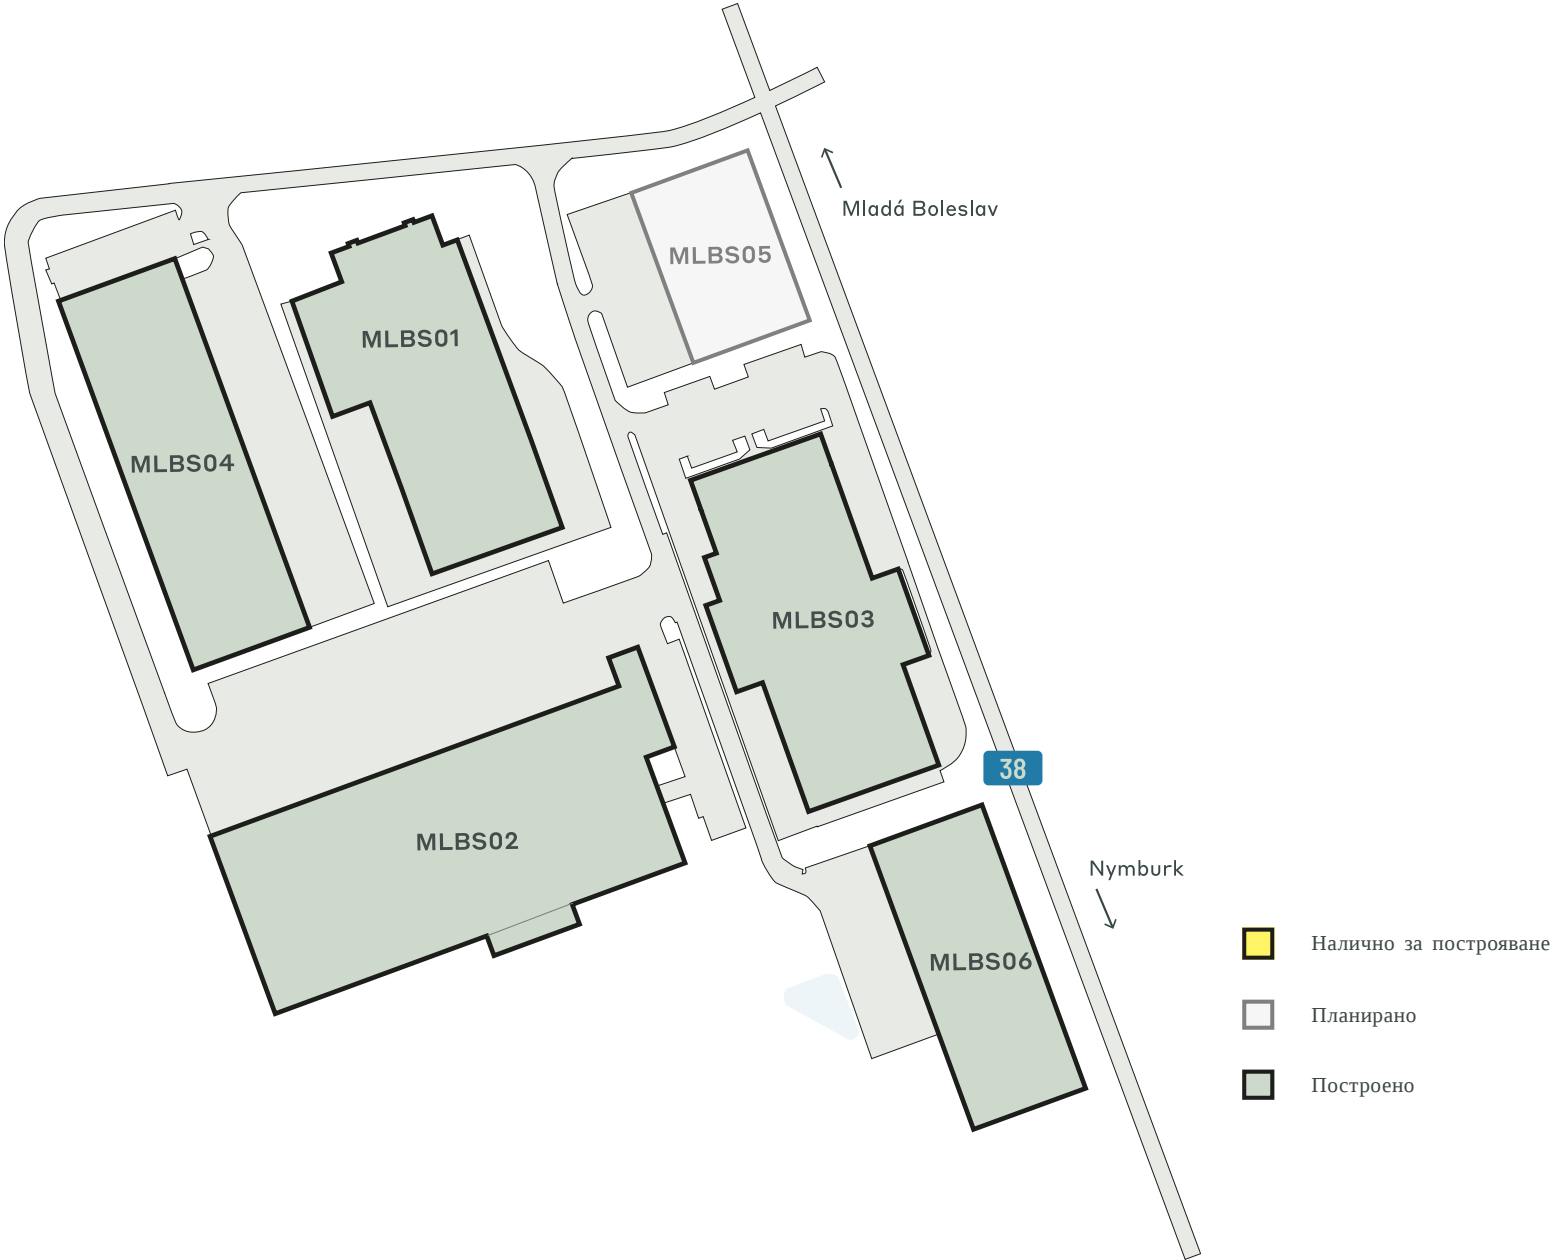 Mladá Boleslav
MLBS05
MLBS01
MLBS04
MLBS03
38
MLBS02
Nymburk
MLBS06
Налично за построяване
Планирано
Построено